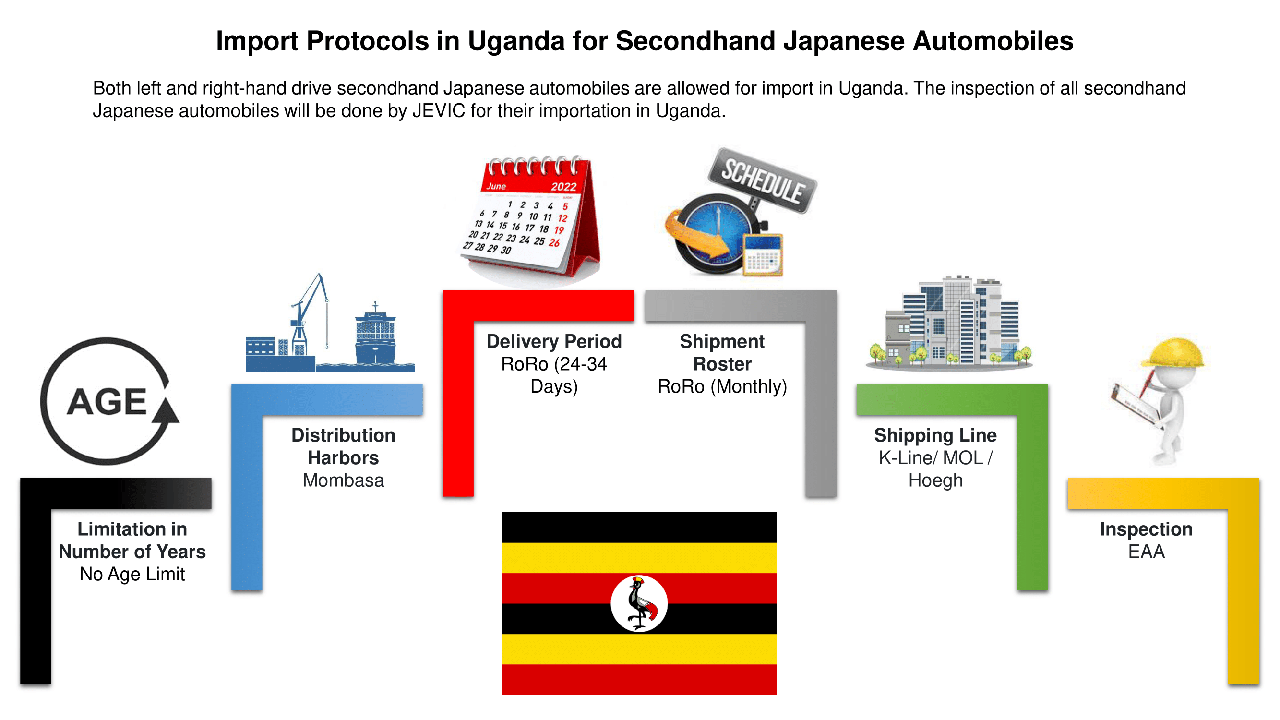 Import Protocols in Uganda for Secondhand Japanese Automobiles
Both left and right-hand drive secondhand Japanese automobiles are allowed for import in Uganda. The inspection of all secondhand
Japanese automobiles will be done by JEVIC for their importation in Uganda.
AGE
Limitation in
Number of Years
No Age Limit
Distribution
Harbors
Mombasa
June 2022
1 2 3 4 5
6 7 8 9 10 11 12
13 14 15 16 17 18 19
20 21 22 23 24 25 26
27 28 29 30
Delivery Period
RoRo (24-34
Days)
SCHEDULE
Shipment
Roster
RoRo (Monthly)
Shipping Line
K-Line/ MOL /
Hoegh
Inspection
EAA